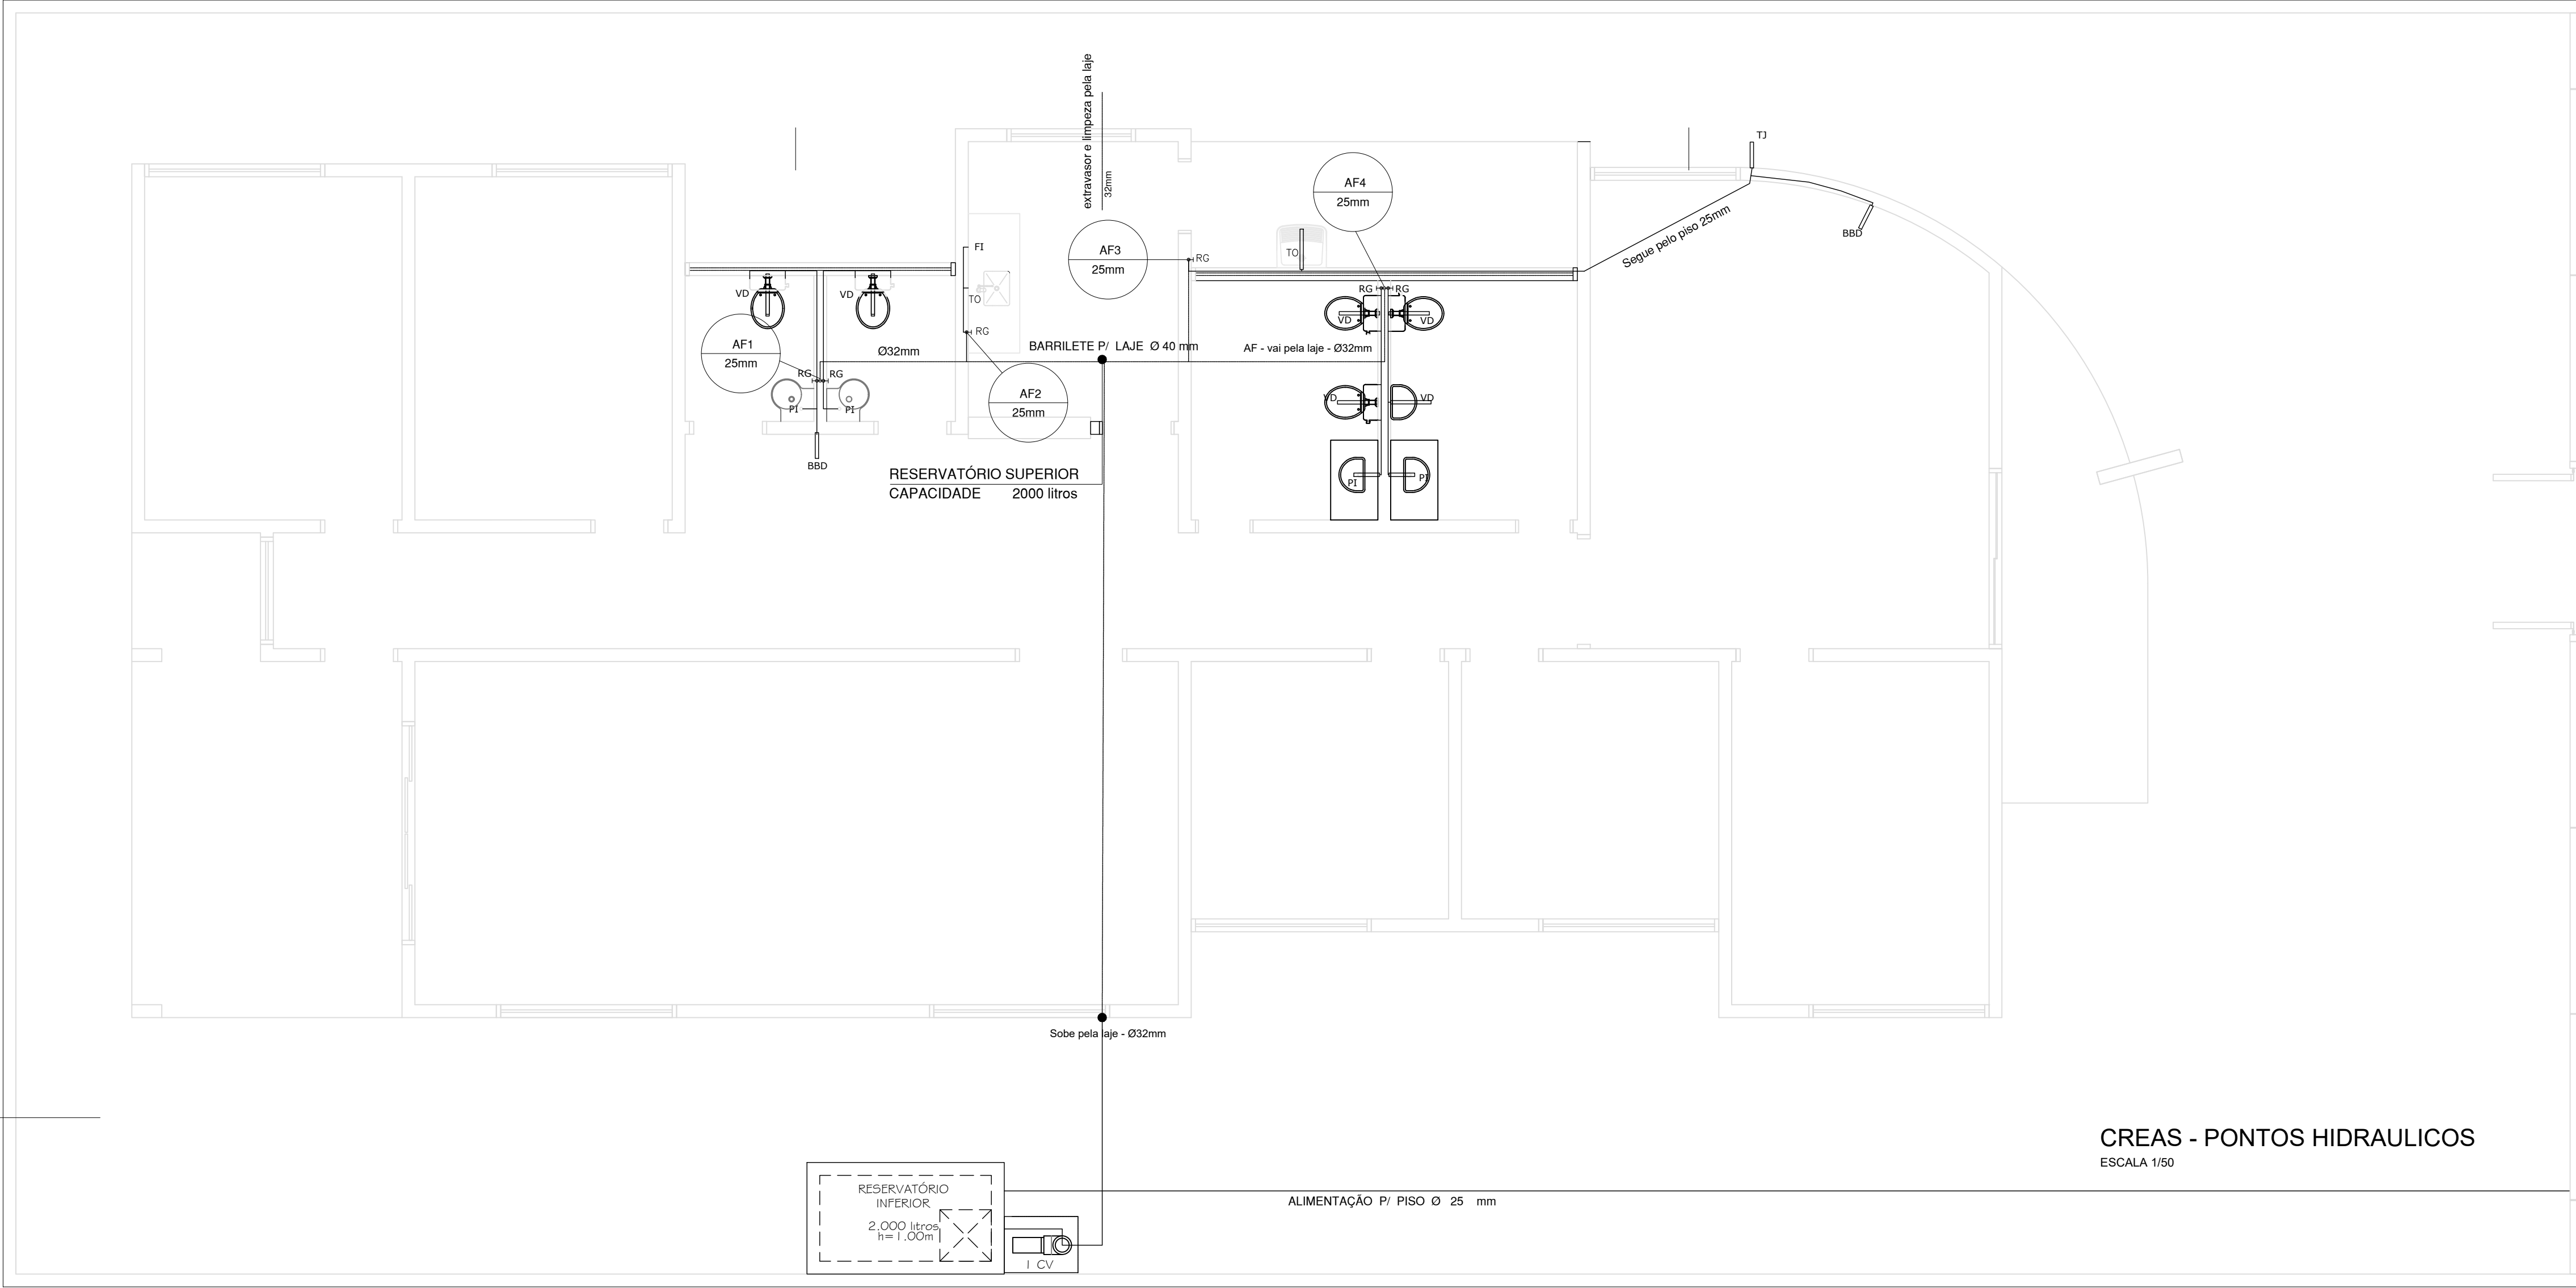 extravasor e limpeza pela laje
32mm
TJ
AF4
25mm
BBD
Segue pelo piso 25mm
FI
AF3
25mm
RG
TO
TO
VD
VD
RG
RG
RG
VD
VD
AF1
25mm
Ø32mm
BARRILETE P/ LAJE Ø 40 mm
AF - vai pela laje - Ø32mm
RG
RG
PI
PI
AF2
25mm
VD
VD
BBD
RESERVATÓRIO SUPERIOR
CAPACIDADE 2000 litros
PI
PI
Sobe pela laje - Ø32mm
CREAS - PONTOS HIDRAULICOS
ESCALA 1/50
RESERVATÓRIO
INFERIOR
2.000 litros
h=1.00m
1 CV
ALIMENTAÇÃO P/ PISO Ø 25 mm